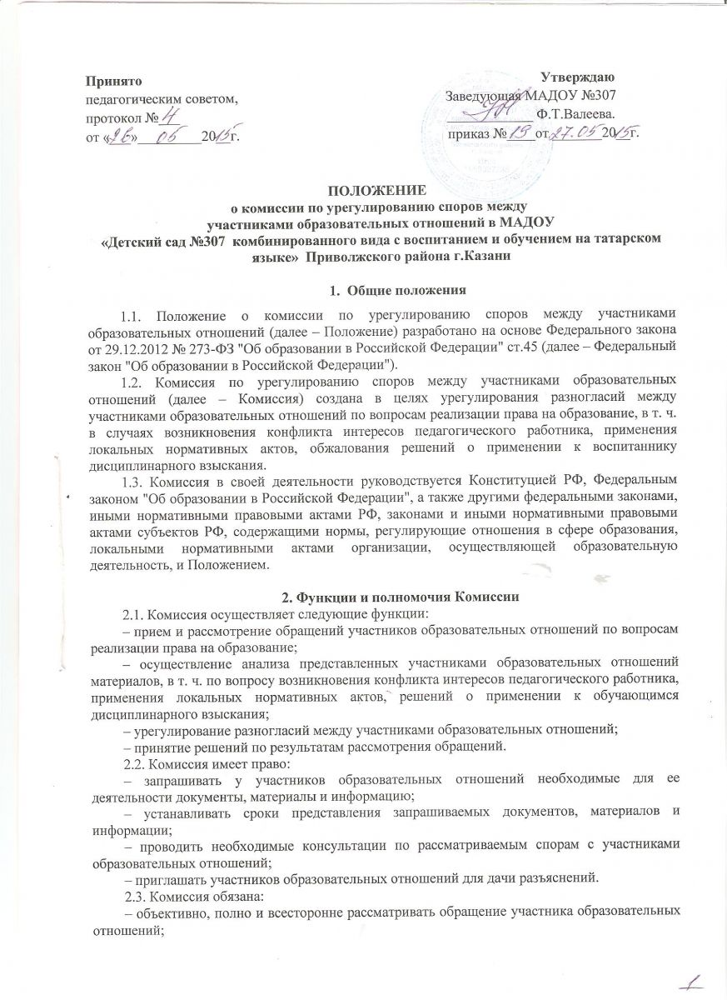 Принято
педагогическим советом,
протокол № 4
от «26» 05 2015г.
Утверждаю
Заведующая МАДОУ №307
Ф.Т.Валеева.
приказ № 19 от 27.05 2015г.
ПОЛОЖЕНИЕ
о комиссии по урегулированию споров между
участниками образовательных отношений в МАДОУ
«Детский сад №307 комбинированного вида с воспитанием и обучением на татарском
языке» Приволжского района г.Казани
1. Общие положения
1.1. Положение о комиссии по урегулированию споров между участниками
образовательных отношений (далее – Положение) разработано на основе Федерального закона
от 29.12.2012 № 273-ФЗ "Об образовании в Российской Федерации" ст.45 (далее – Федеральный
закон "Об образовании в Российской Федерации").
1.2. Комиссия по урегулированию споров между участниками образовательных
отношений (далее – Комиссия) создана в целях урегулирования разногласий между
участниками образовательных отношений по вопросам реализации права на образование, в т. ч.
в случаях возникновения конфликта интересов педагогического работника, применения
локальных нормативных актов, обжалования решений о применении к воспитаннику
дисциплинарного взыскания.
1.3. Комиссия в своей деятельности руководствуется Конституцией РФ, Федеральным
законом "Об образовании в Российской Федерации", а также другими федеральными законами,
иными нормативными правовыми актами РФ, законами и иными нормативными правовыми
актами субъектов РФ, содержащими нормы, регулирующие отношения в сфере образования,
локальными нормативными актами организации, осуществляющей образовательную
деятельность, и Положением.
2. Функции и полномочия Комиссии
2.1. Комиссия осуществляет следующие функции:
– прием и рассмотрение обращений участников образовательных отношений по вопросам
реализации права на образование;
– осуществление анализа представленных участниками образовательных отношений
материалов, в т. ч. по вопросу возникновения конфликта интересов педагогического работника,
применения локальных нормативных актов, решений о применении к обучающимся
дисциплинарного взыскания;
– урегулирование разногласий между участниками образовательных отношений;
– принятие решений по результатам рассмотрения обращений.
2.2. Комиссия имеет право:
– запрашивать у участников образовательных отношений необходимые для ее
деятельности документы, материалы и информацию;
– устанавливать сроки представления запрашиваемых документов, материалов и
информации;
– проводить необходимые консультации по рассматриваемым спорам с участниками
образовательных отношений;
– приглашать участников образовательных отношений для дачи разъяснений.
2.3. Комиссия обязана:
– объективно, полно и всесторонне рассматривать обращение участника образовательных
отношений;
1